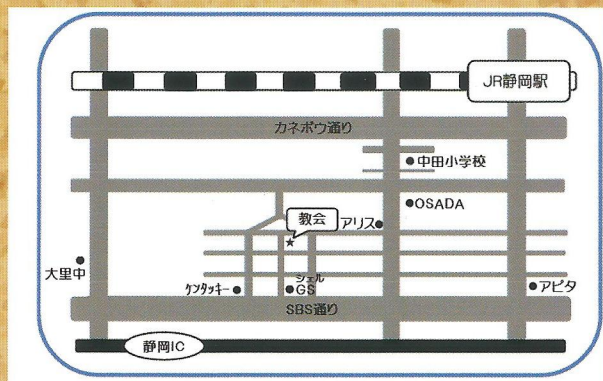 JR静岡駅
カネボウ通り
中田小学校
OSADA
教会
アリス
大里中
ケンタッキー
シェル
GS
アピタ
SBS通り
静岡IC